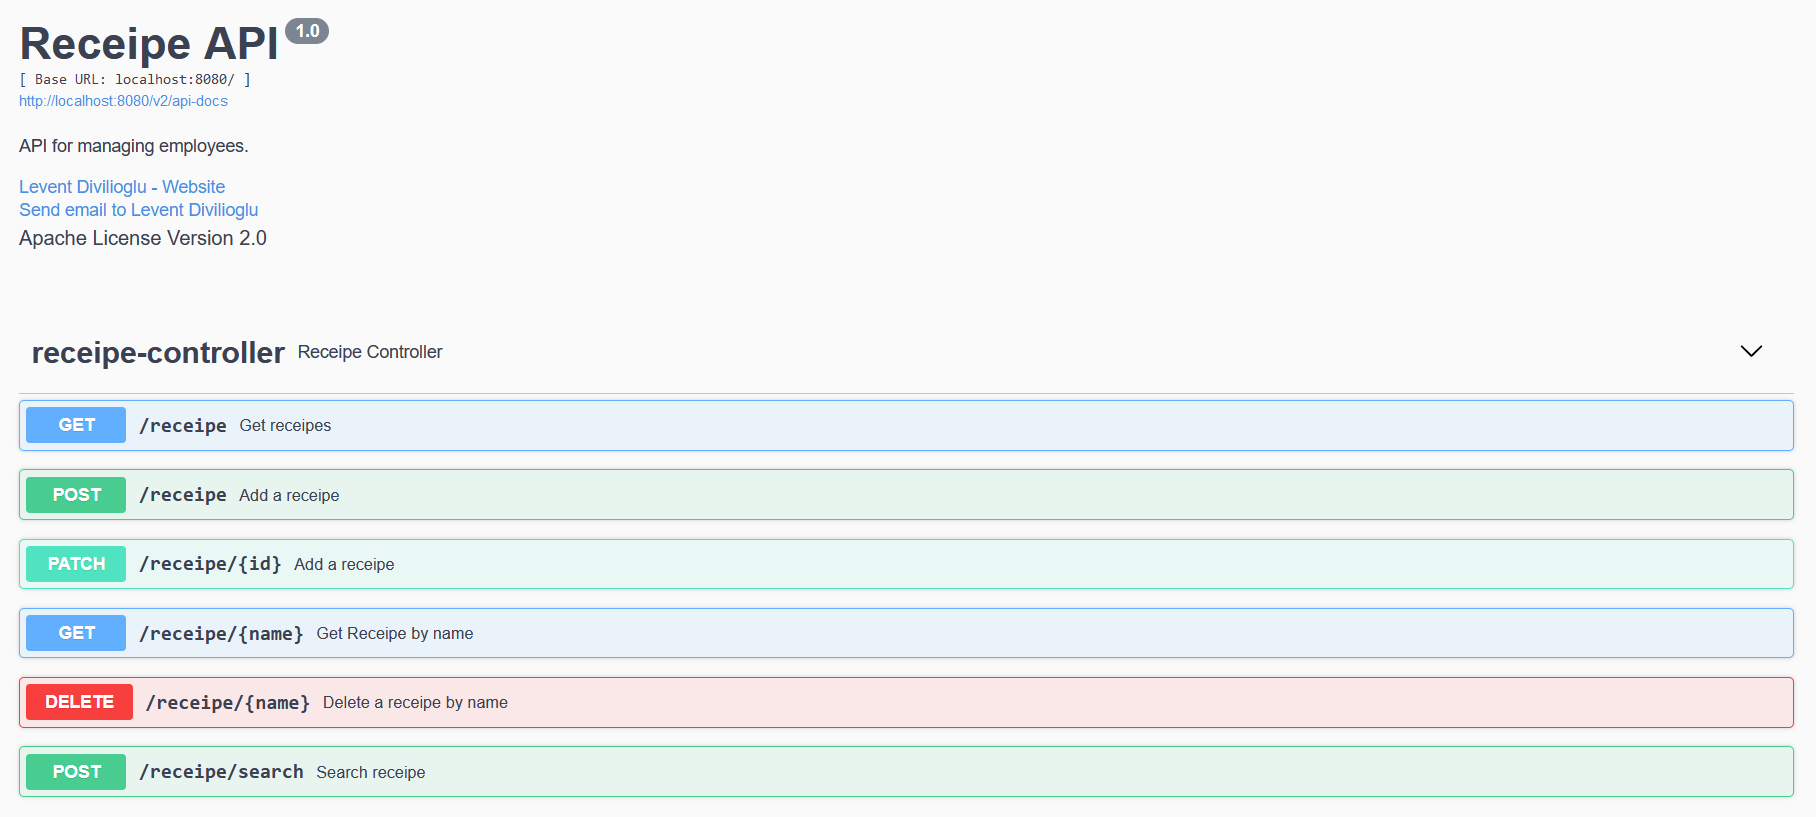 Receipe API 1.0
[ Base URL: localhost:8080/ ]
http://localhost:8080/v2/api-docs
API for managing employees.
Levent Divilioglu - Website
Send email to Levent Divilioglu
Apache License Version 2.0
receipe-controller Receipe Controller
GET /receipe Get receipes
POST /receipe Add a receipe
PATCH /receipe/{id} Add a receipe
GET /receipe/{name} Get Receipe by name
DELETE /receipe/{name} Delete a receipe by name
POST /receipe/search Search receipe